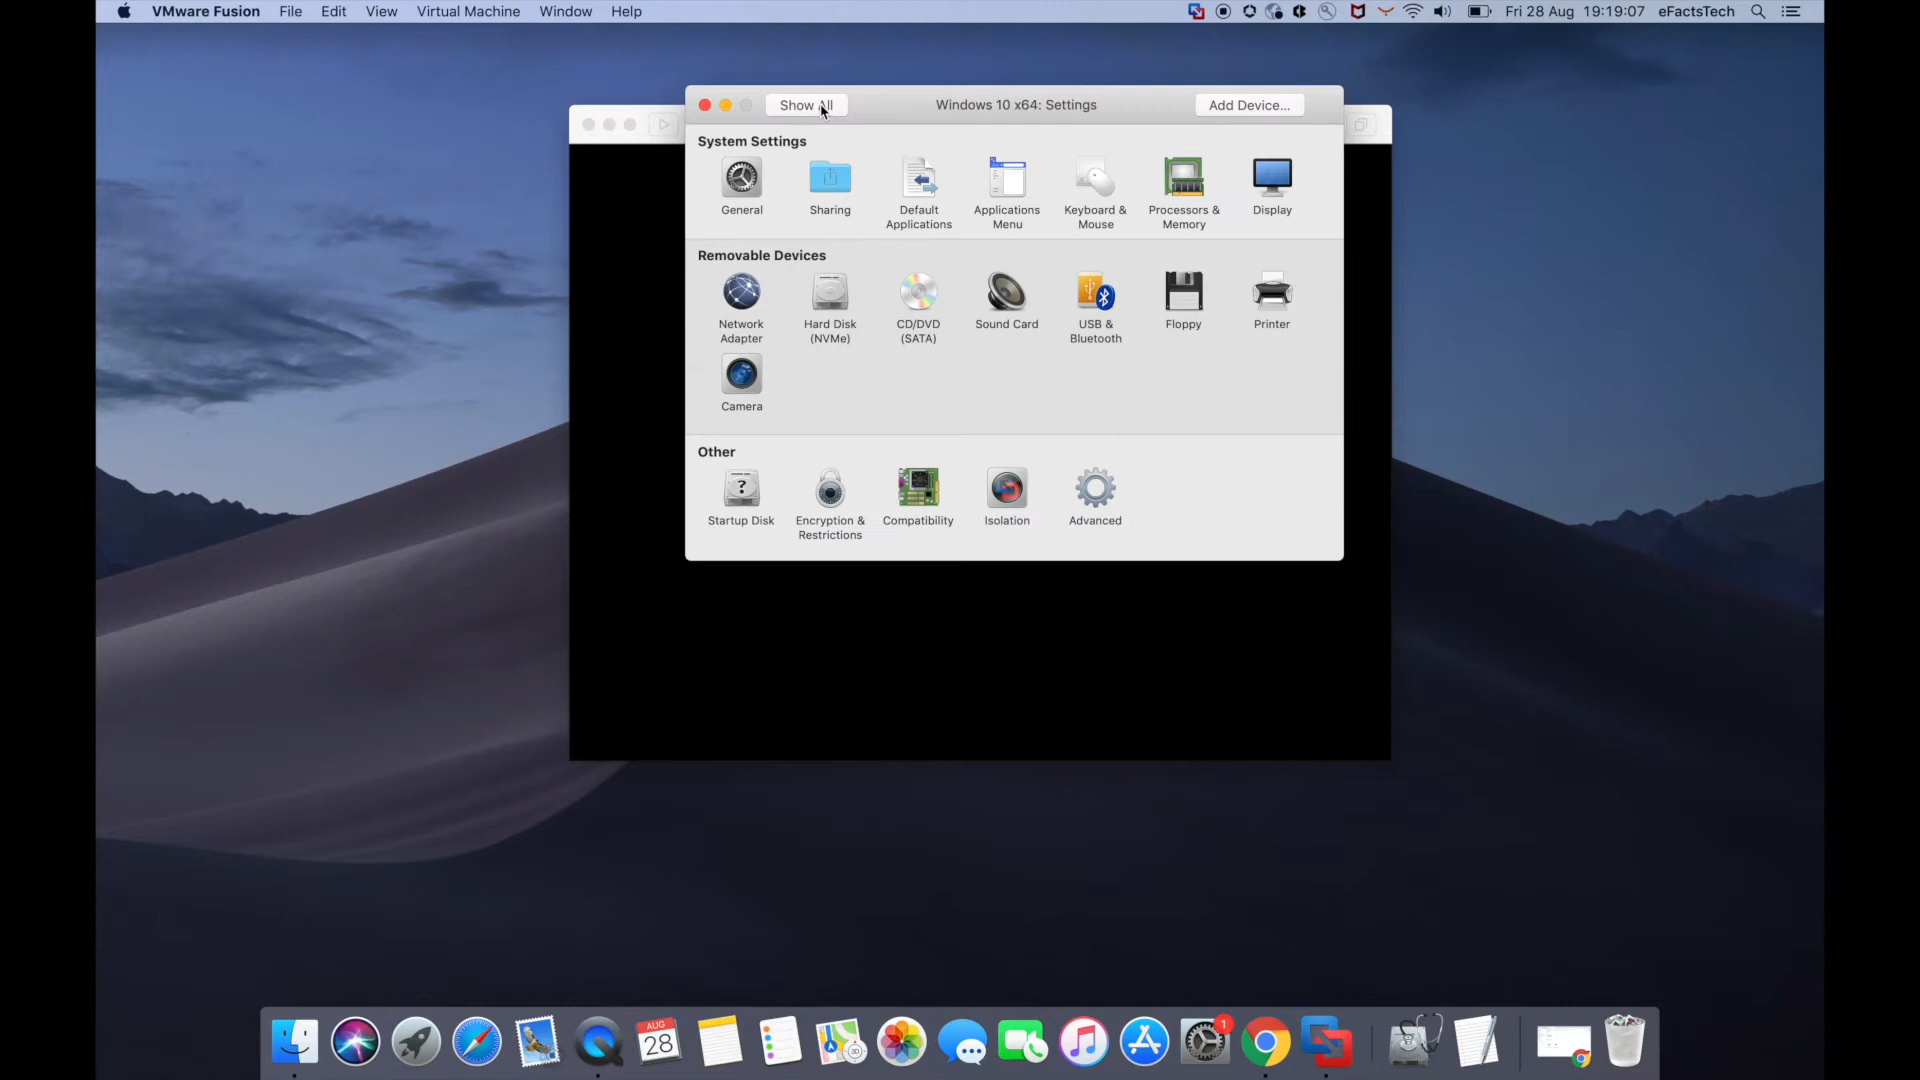 VMware Fusion File Edit View Virtual Machine Window Help Fri 28 Aug 19:19:07 eFactsTech
Show All Windows 10 x64: Settings Add Device...
System Settings
General Sharing Default Applications Menu Keyboard & Processors & Display
Applications Menu Mouse Memory
Removable Devices
Network Hard Disk CD/DVD Sound Card USB & Floppy Printer
Adapter (NVMe) (SATA) Bluetooth
Camera
Other
Startup Disk Encryption & Compatibility Isolation Advanced
Restrictions
AUG
28
3D
1